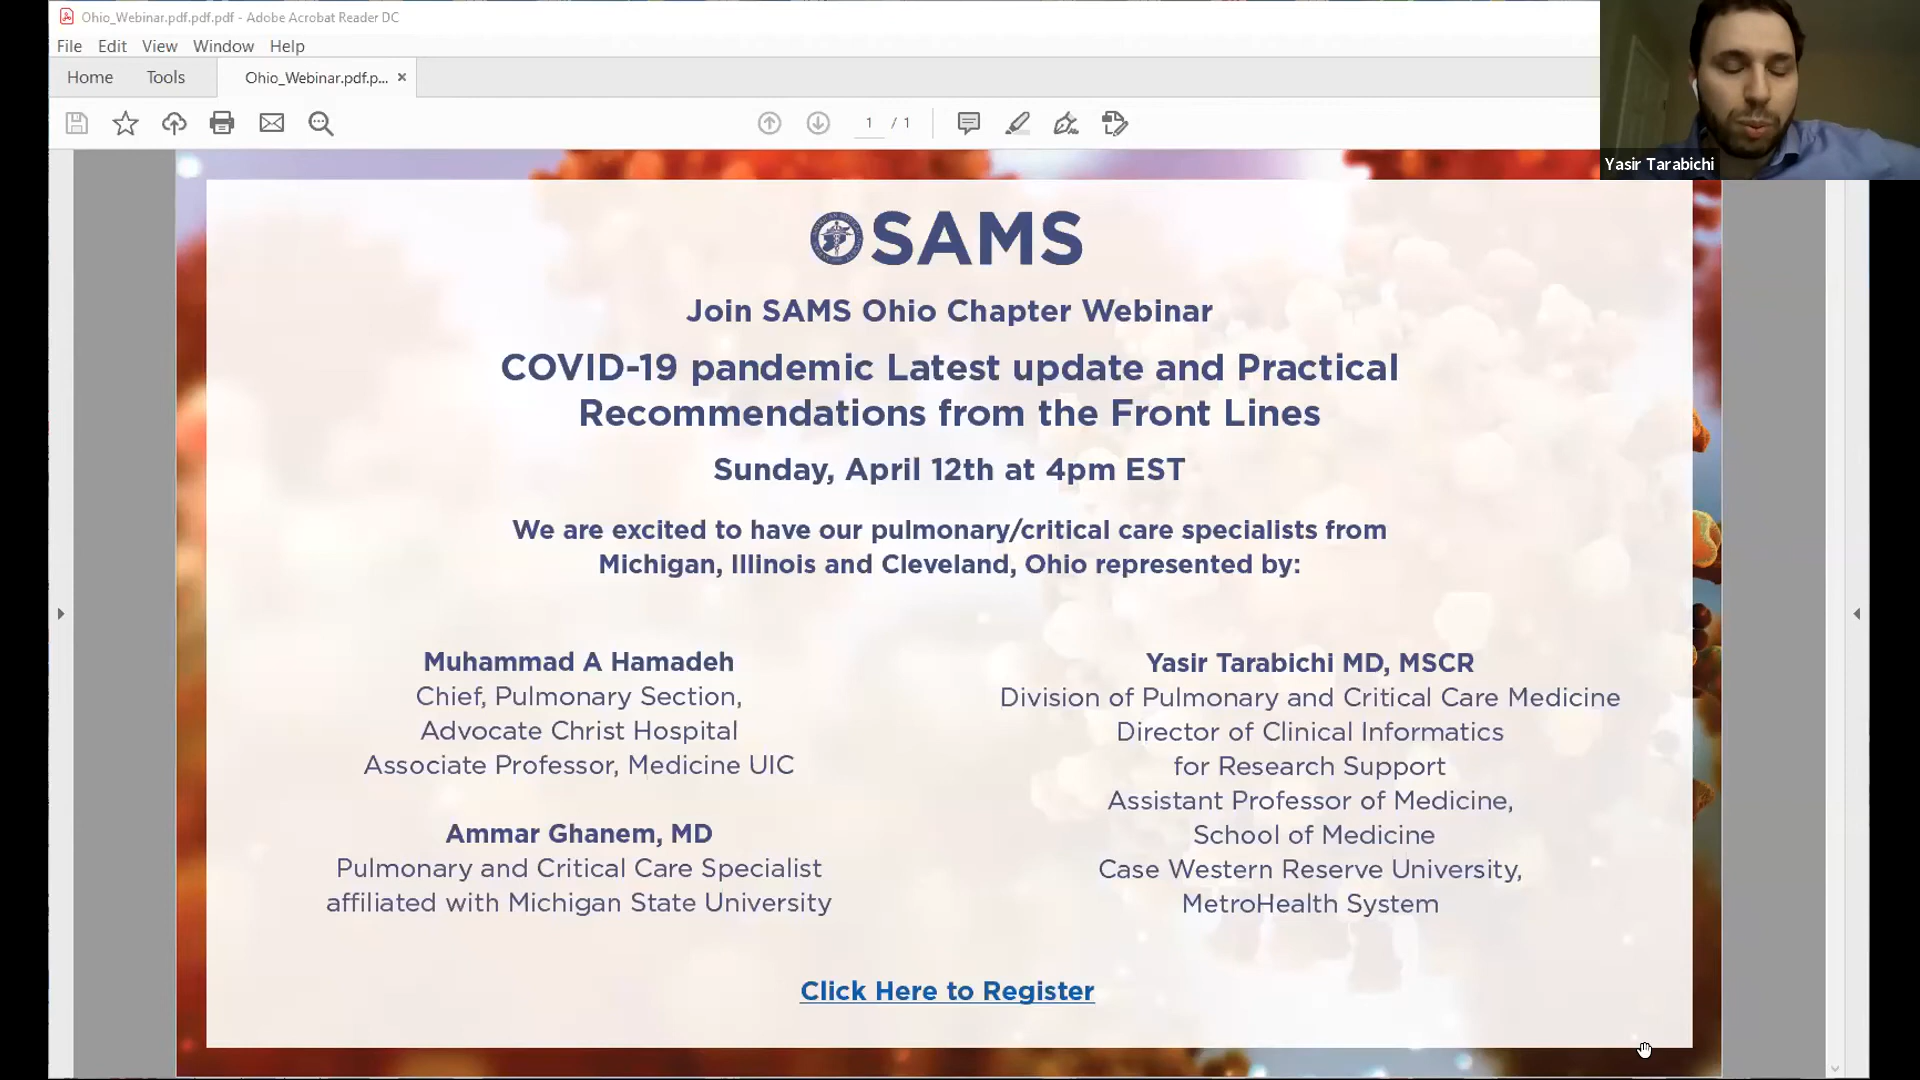 Ohio_Webinar.pdf.pdf.pdf - Adobe Acrobat Reader DC
File Edit View Window Help
Home Tools Ohio_Webinar.pdf.p... ×
1 / 1
Yasir Tarabichi
SAMS
Join SAMS Ohio Chapter Webinar
COVID-19 pandemic Latest update and Practical
Recommendations from the Front Lines
Sunday, April 12th at 4pm EST
We are excited to have our pulmonary/critical care specialists from
Michigan, Illinois and Cleveland, Ohio represented by:
Muhammad A Hamadeh
Chief, Pulmonary Section,
Advocate Christ Hospital
Associate Professor, Medicine UIC
Ammar Ghanem, MD
Pulmonary and Critical Care Specialist
affiliated with Michigan State University
Yasir Tarabichi MD, MSCR
Division of Pulmonary and Critical Care Medicine
Director of Clinical Informatics
for Research Support
Assistant Professor of Medicine,
School of Medicine
Case Western Reserve University,
MetroHealth System
Click Here to Register